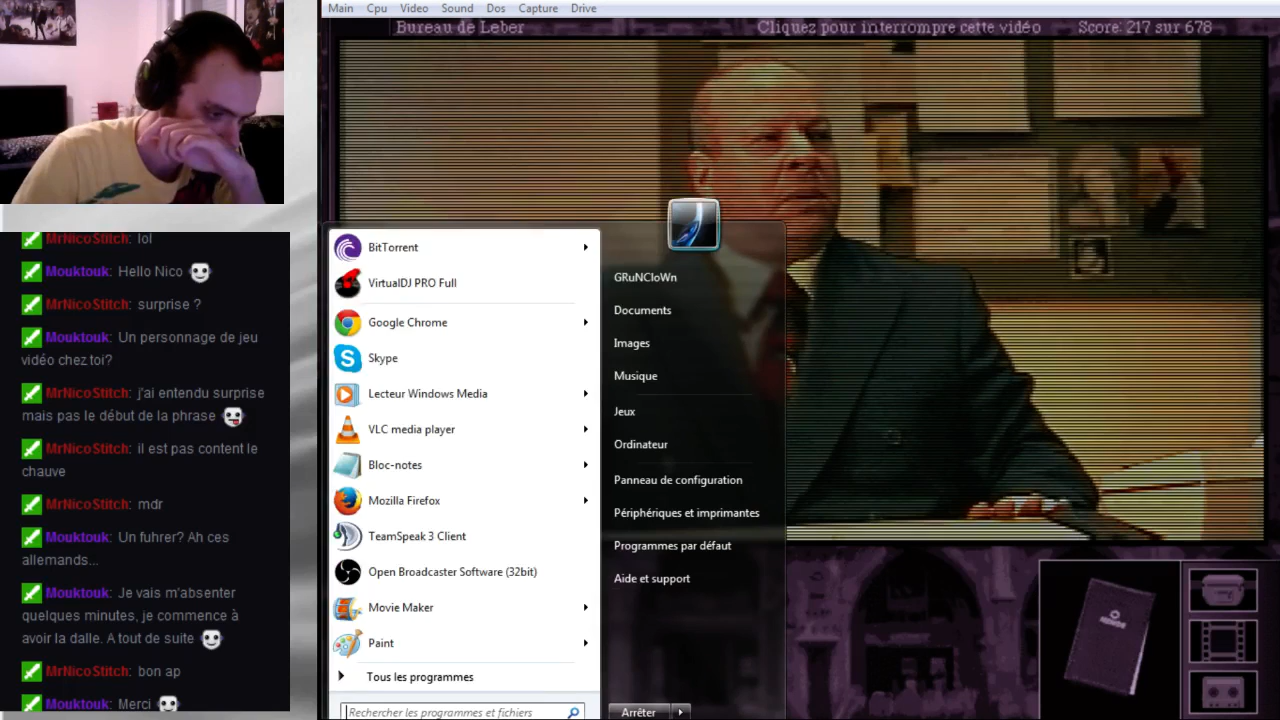 Main Cpu Video Sound Dos Capture Drive
Bureau de Leber Cliquez pour interrompre cette vidéo Score: 217 sur 678
MrNicoStitch: lol
Mouktouk: Hello Nico
MrNicoStitch: surprise ?
Mouktouk: Un personnage de jeu
vidéo chez toi?
MrNicoStitch: j'ai entendu surprise
mais pas le début de la phrase
MrNicoStitch: il est pas content le
chauve
MrNicoStitch: mdr
Mouktouk: Un fuhrer? Ah ces
allemands...
Mouktouk: Je vais m'absenter
quelques minutes, je commence à
avoir la dalle. A tout de suite
MrNicoStitch: bon ap
Mouktouk: Merci
BitTorrent
VirtualDJ PRO Full
Google Chrome
Skype
Lecteur Windows Media
VLC media player
Bloc-notes
Mozilla Firefox
TeamSpeak 3 Client
Open Broadcaster Software (32bit)
Movie Maker
Paint
Tous les programmes
Rechercher les programmes et fichiers
GRuNCloWn
Documents
Images
Musique
Jeux
Ordinateur
Panneau de configuration
Périphériques et imprimantes
Programmes par défaut
Aide et support
Arrêter